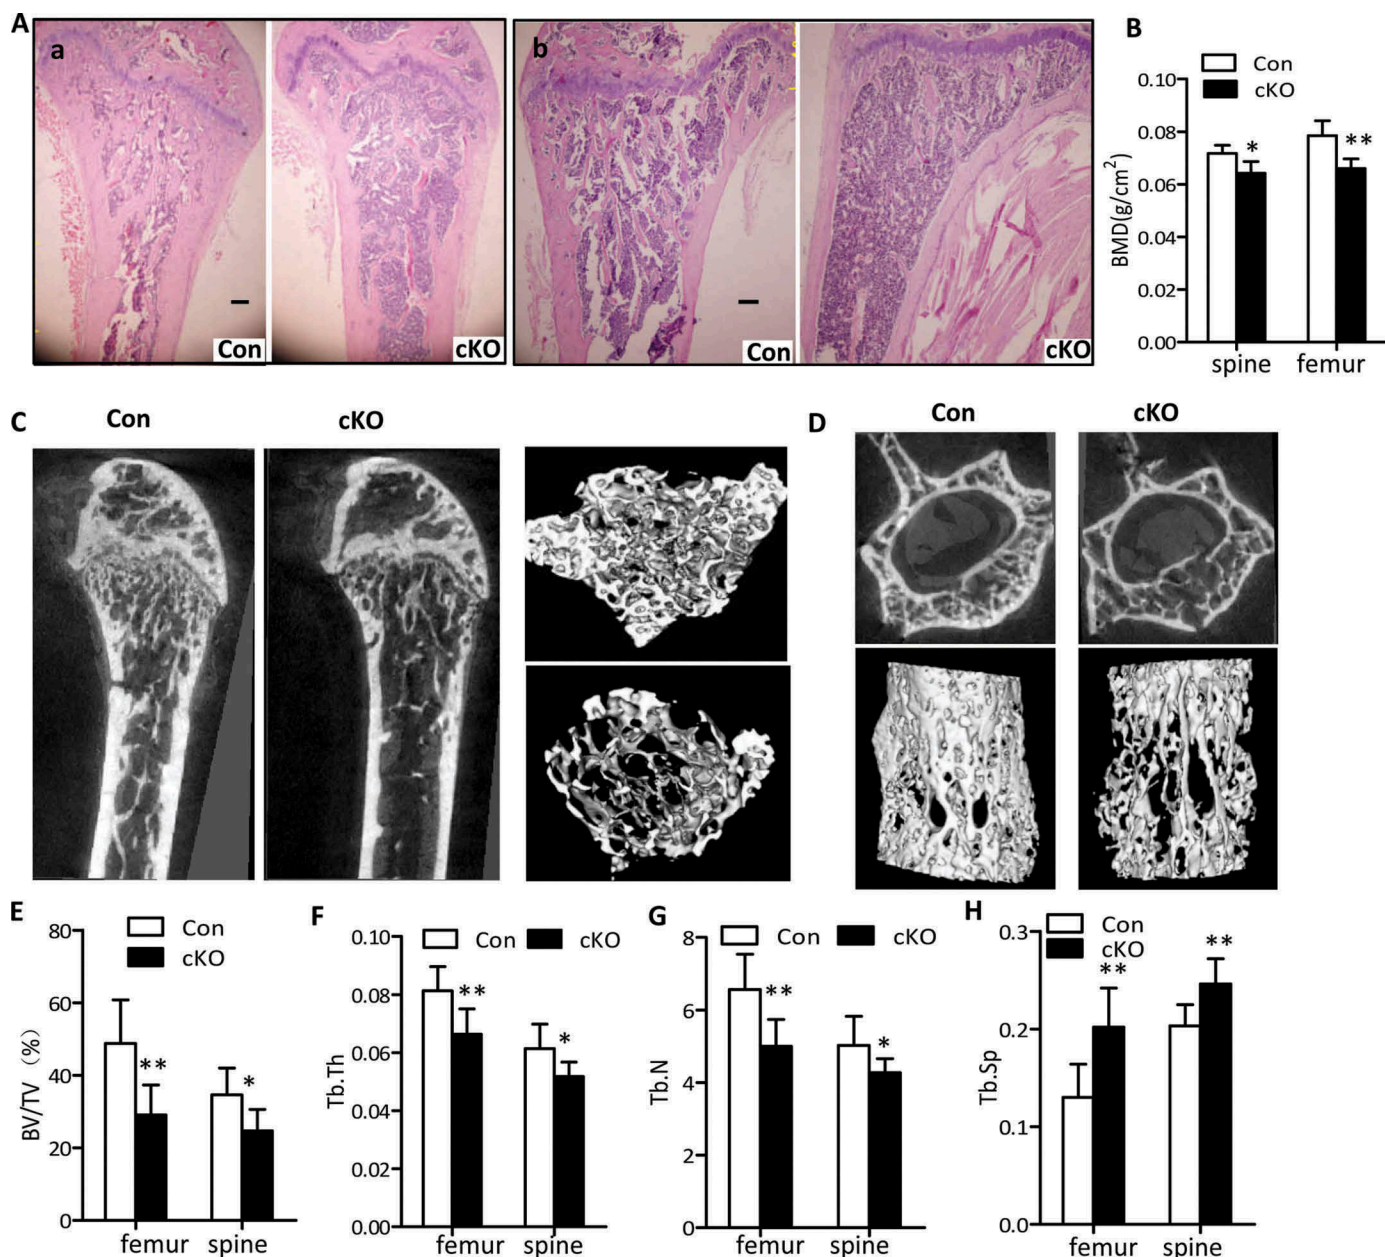 A
a
Con
cKO
b
Con
cKO
B
Con
cKO
BMD(g/cm²)
0.10
0.08
0.06
0.04
0.02
0.00
*
**
spine femur
C
Con
cKO
D
Con
cKO
E
Con
cKO
BV/TV (%)
80
60
40
20
0
**
*
femur spine
F
Con cKO
Tb.Th
0.10
0.08
0.06
0.04
0.02
0.00
**
*
femur spine
G
Con cKO
Tb.N
8
6
4
2
0
**
*
femur spine
H
Con
cKO
Tb.Sp
0.3
0.2
0.1
0.0
**
**
femur spine